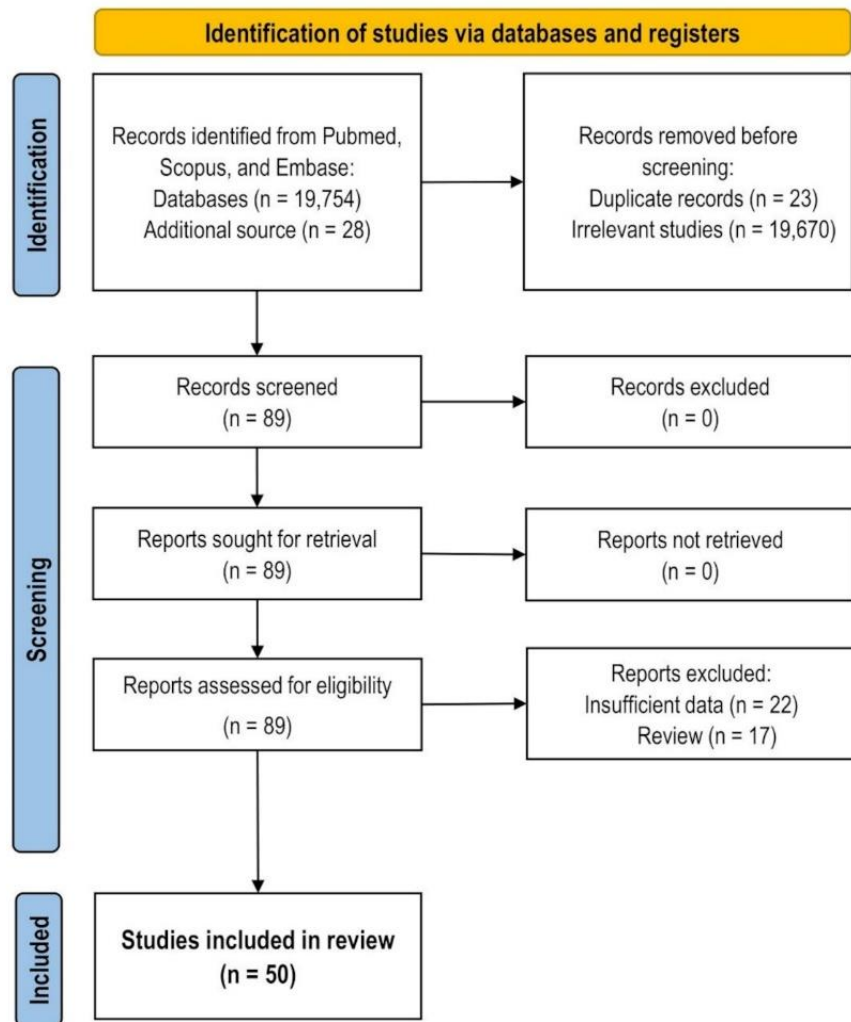 Identification of studies via databases and registers
Identification
Records identified from Pubmed,
Scopus, and Embase:
Databases (n = 19,754)
Additional source (n = 28)
Records removed before
screening:
Duplicate records (n = 23)
Irrelevant studies (n = 19,670)
Screening
Records screened
(n = 89)
Records excluded
(n = 0)
Reports sought for retrieval
(n = 89)
Reports not retrieved
(n = 0)
Reports assessed for eligibility
(n = 89)
Reports excluded:
Insufficient data (n = 22)
Review (n = 17)
Included
Studies included in review
(n = 50)